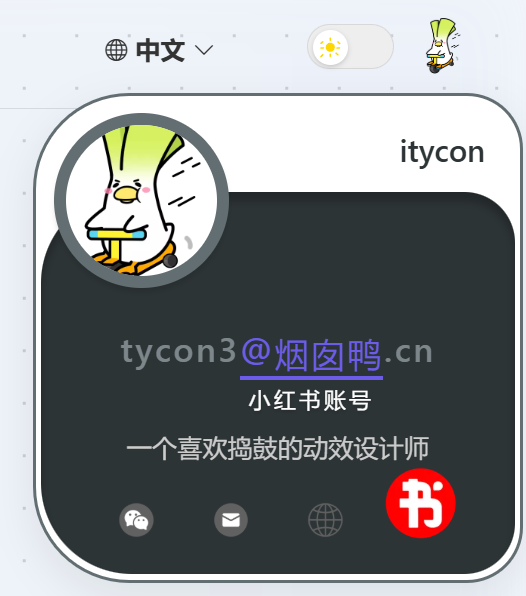 中文
itycon
tycon3@烟囱鸭.cn
小红书账号
一个喜欢捣鼓的动效设计师
书